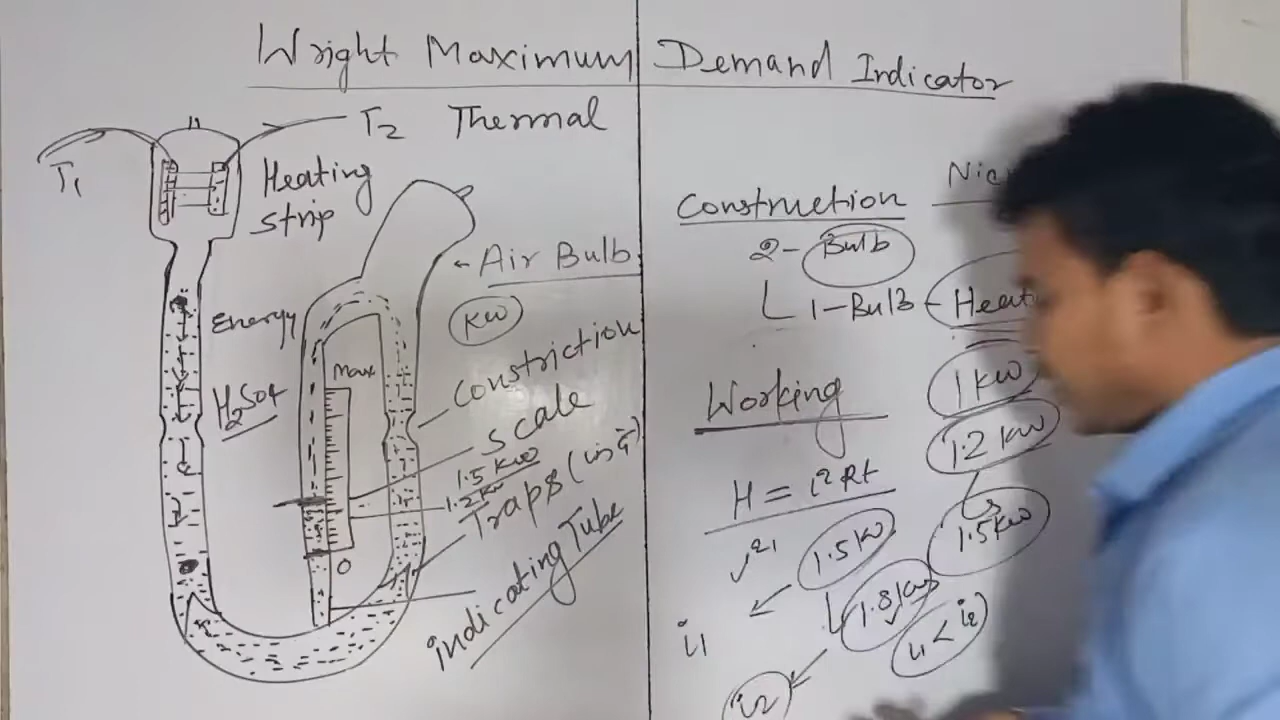 Wright Maximum Demand Indicator
T1
T2 Thermal
Heating
strip
Air Bulb
KW
Energy
H2SO4
Max
0
Constriction
Scale
1.5 KW
1.2 KW
Traps
indicating Tube
Construction
2- Bulb
1-Bulb - Heati
Working
1 KW
1.2 KW
1.5 KW
H = i²Rt
1.5 KW
1.8 KW
i1
i1 < i2
i2